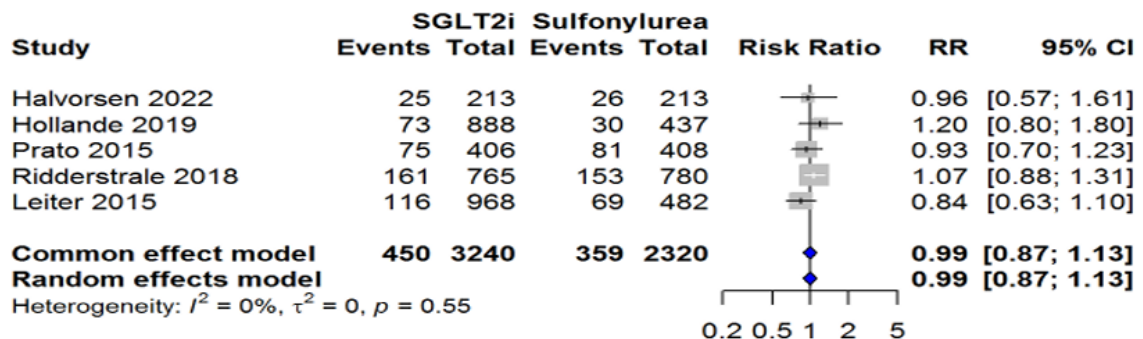 SGLT2i Sulfonylurea
Study Events Total Events Total Risk Ratio RR 95% CI
Halvorsen 2022 25 213 26 213 0.96 [0.57; 1.61]
Hollande 2019 73 888 30 437 1.20 [0.80; 1.80]
Prato 2015 75 406 81 408 0.93 [0.70; 1.23]
Ridderstrale 2018 161 765 153 780 1.07 [0.88; 1.31]
Leiter 2015 116 968 69 482 0.84 [0.63; 1.10]
Common effect model 450 3240 359 2320 0.99 [0.87; 1.13]
Random effects model 0.99 [0.87; 1.13]
Heterogeneity: I² = 0%, τ² = 0, p = 0.55
0.2 0.5 1 2 5